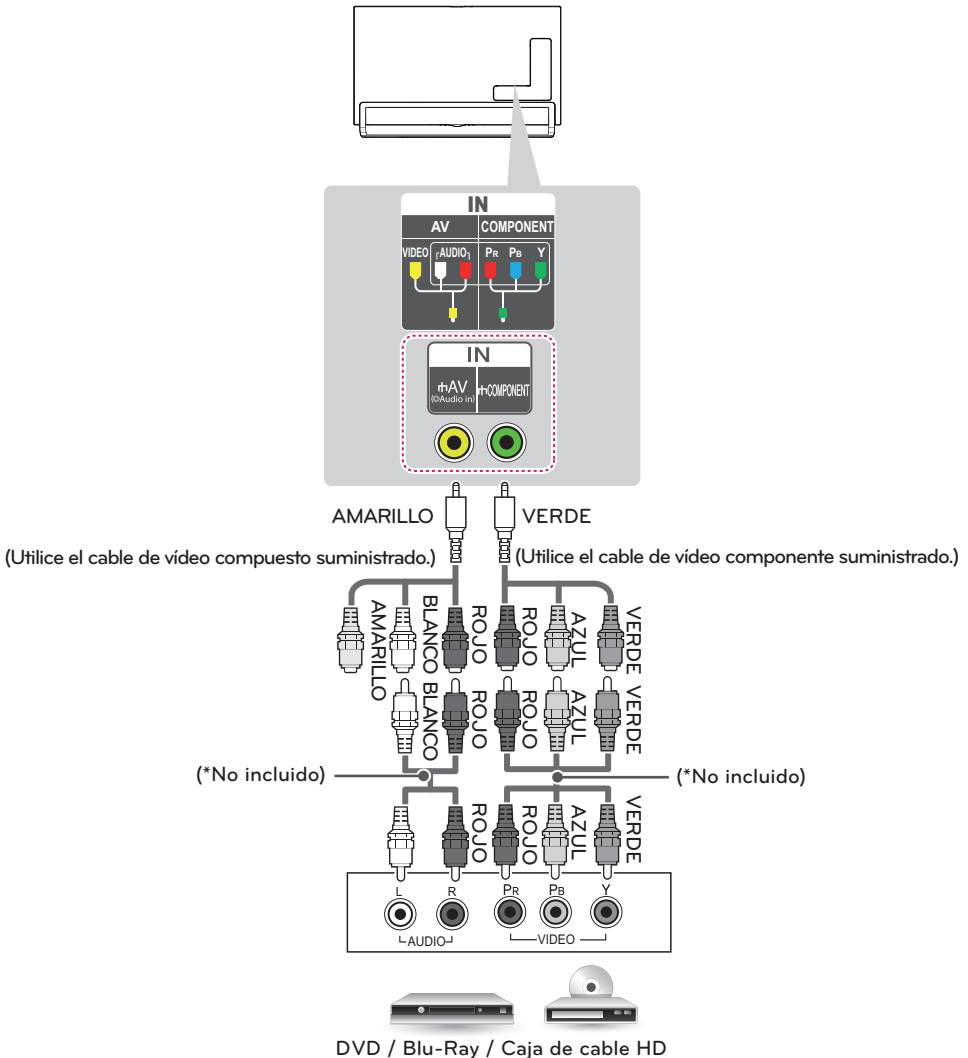 IN
AV COMPONENT
VIDEO AUDIO PR PB Y
IN
AV COMPONENT
(Audio in)
AMARILLO VERDE
(Utilice el cable de vídeo compuesto suministrado.) (Utilice el cable de vídeo componente suministrado.)
AMARILLO BLANCO ROJO ROJO AZUL VERDE
BLANCO ROJO ROJO AZUL VERDE
(*No incluido) (*No incluido)
ROJO ROJO AZUL VERDE
L R PR PB Y
AUDIO VIDEO
DVD / Blu-Ray / Caja de cable HD